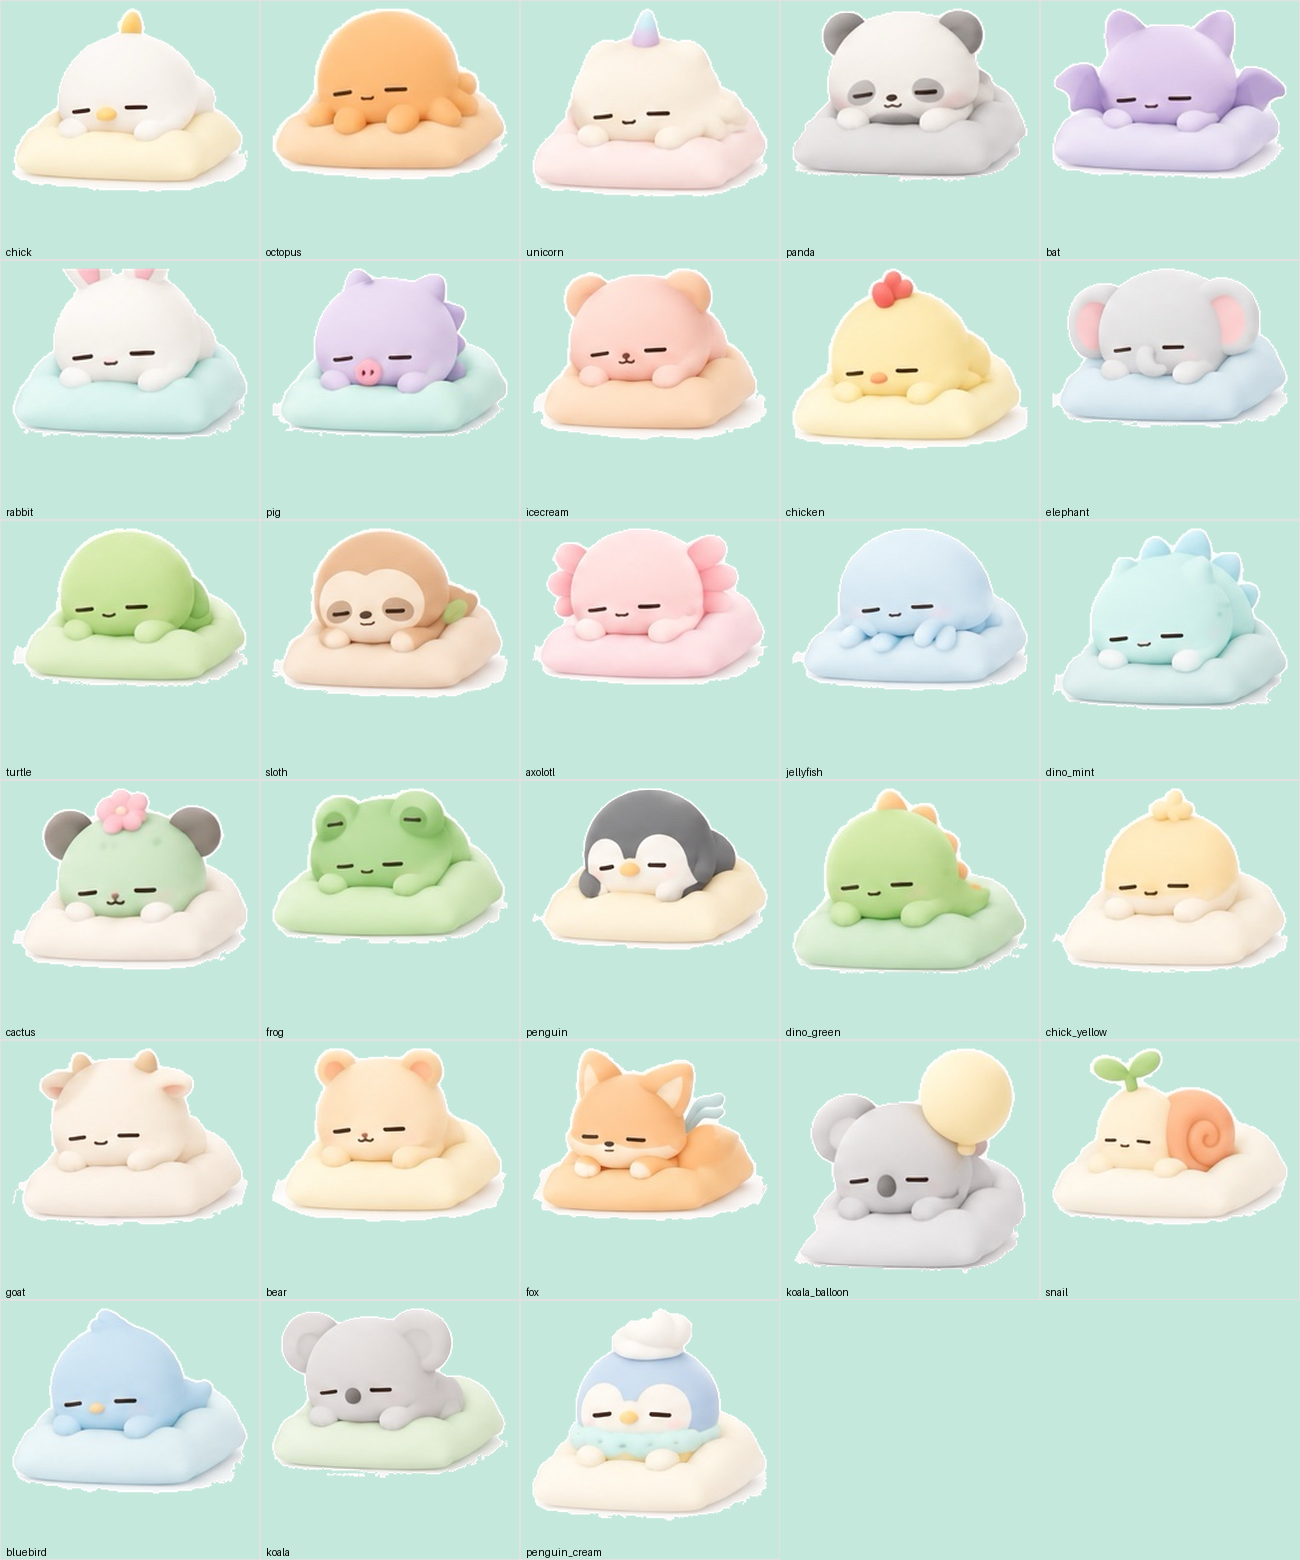 chick
octopus
unicorn
panda
bat
rabbit
pig
icecream
chicken
elephant
turtle
sloth
axolotl
jellyfish
dino_mint
cactus
frog
penguin
dino_green
chick_yellow
goat
bear
fox
koala_balloon
snail
bluebird
koala
penguin_cream